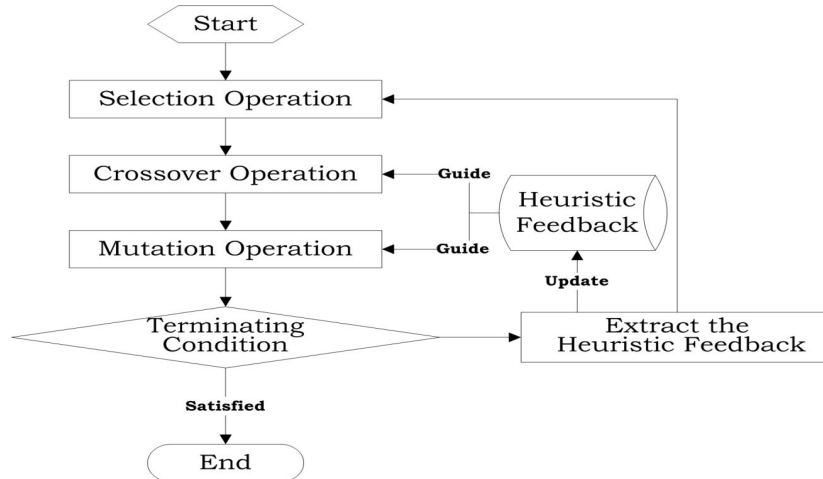 Start
Selection Operation
Crossover Operation
Guide
Heuristic
Feedback
Mutation Operation
Guide
Update
Terminating
Condition
Extract the
Heuristic Feedback
Satisfied
End